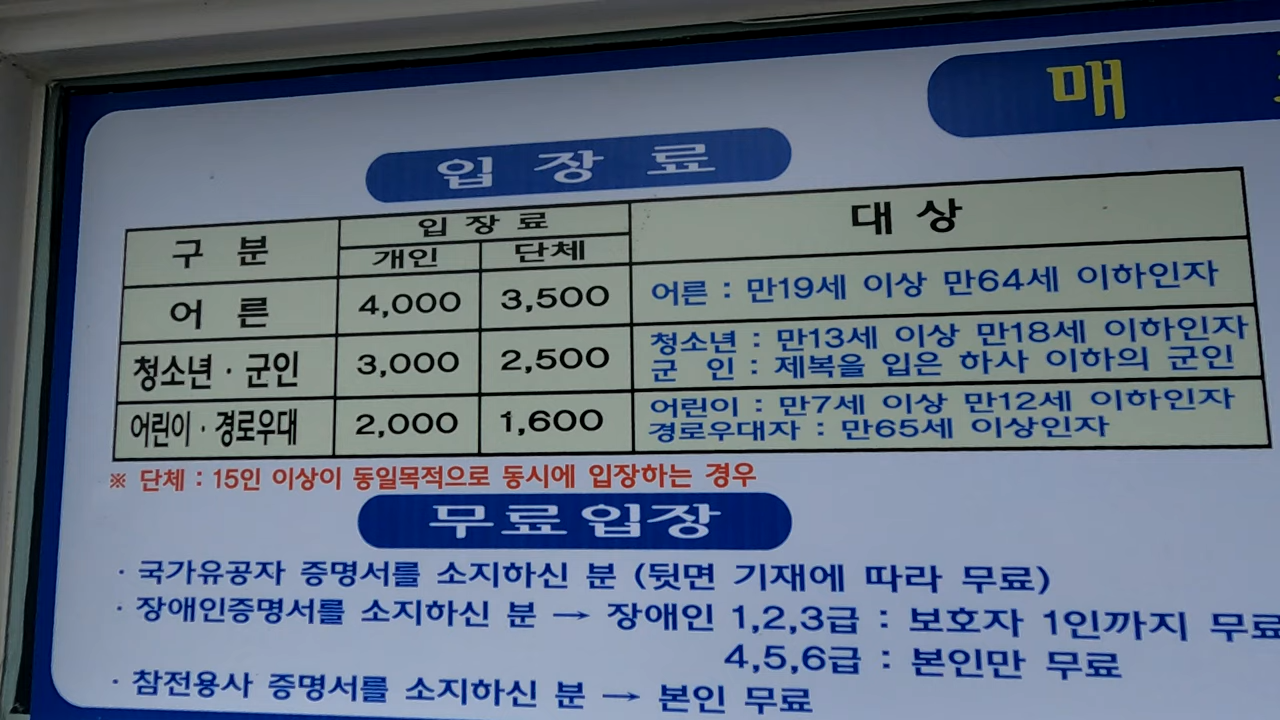 매
입 장 료
구 분 입 장 료 대 상
개인 단체
어 른 4,000 3,500 어른 : 만19세 이상 만64세 이하인자
청소년 · 군인 3,000 2,500 청소년 : 만13세 이상 만18세 이하인자
군 인 : 제복을 입은 하사 이하의 군인
어린이 · 경로우대 2,000 1,600 어린이 : 만7세 이상 만12세 이하인자
경로우대자 : 만65세 이상인자
※ 단체 : 15인 이상이 동일목적으로 동시에 입장하는 경우
무료입장
· 국가유공자 증명서를 소지하신 분 (뒷면 기재에 따라 무료)
· 장애인증명서를 소지하신 분 → 장애인 1,2,3급 : 보호자 1인까지 무료
4,5,6급 : 본인만 무료
· 참전용사 증명서를 소지하신 분 → 본인 무료